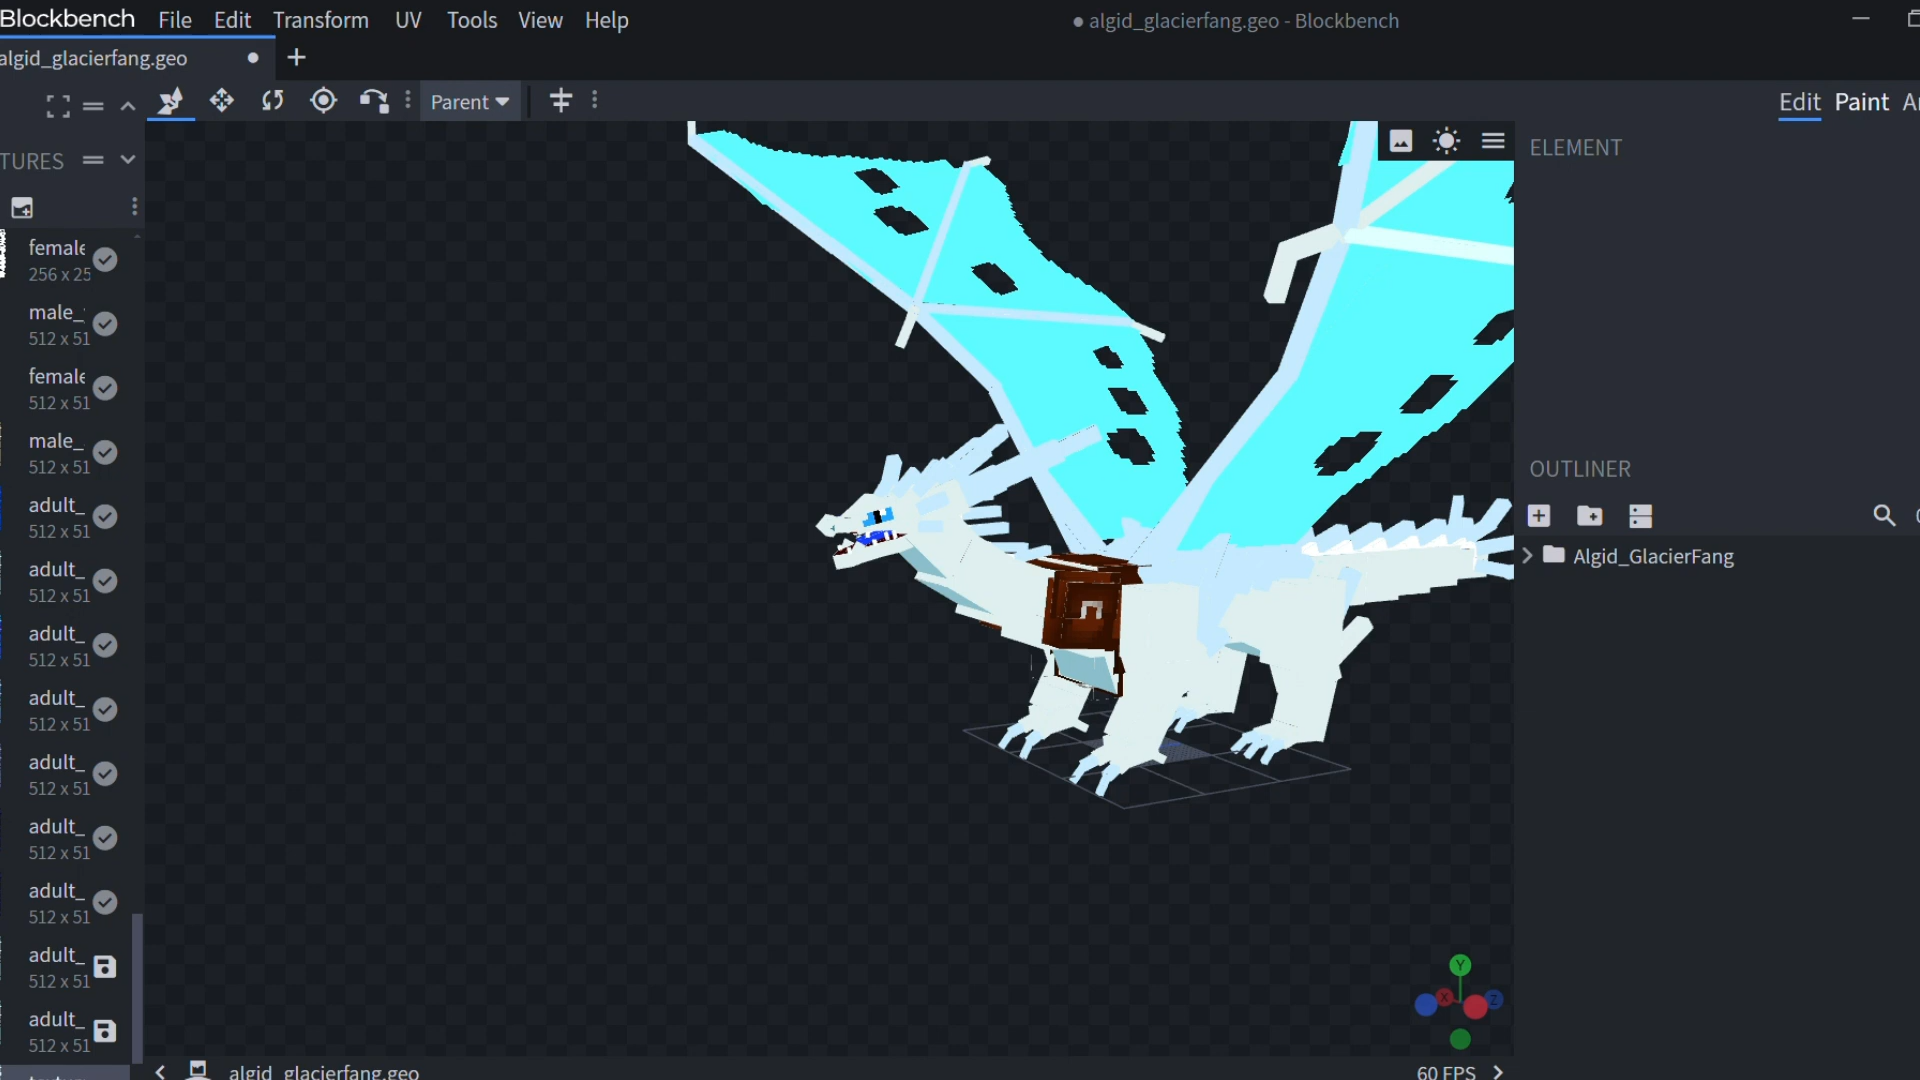 Blockbench File Edit Transform UV Tools View Help
algid_glacierfang.geo - Blockbench
algid_glacierfang.geo
Parent
Edit Paint
TURES
ELEMENT
female
256 x 25
male_
512 x 51
female
512 x 51
male_
512 x 51
adult_
512 x 51
adult_
512 x 51
adult_
512 x 51
adult_
512 x 51
adult_
512 x 51
adult_
512 x 51
adult_
512 x 51
adult_
512 x 51
adult_
512 x 51
OUTLINER
Algid_GlacierFang
Y
X
Z
algid_glacierfang.geo
60 FPS